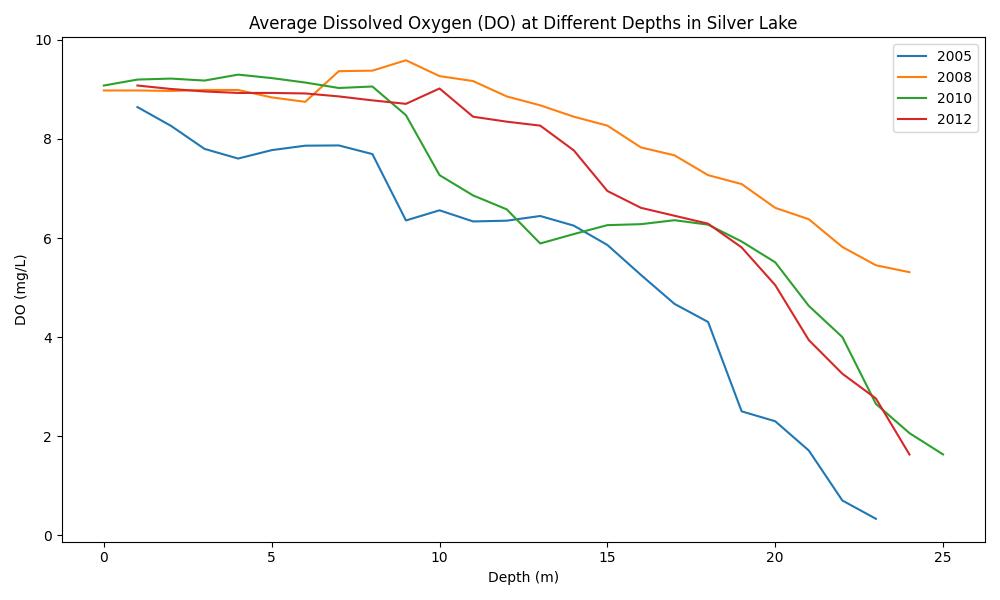 Average Dissolved Oxygen (DO) at Different Depths in Silver Lake
10
8
6
4
2
0
DO (mg/L)
2005
2008
2010
2012
0 5 10 15 20 25
Depth (m)